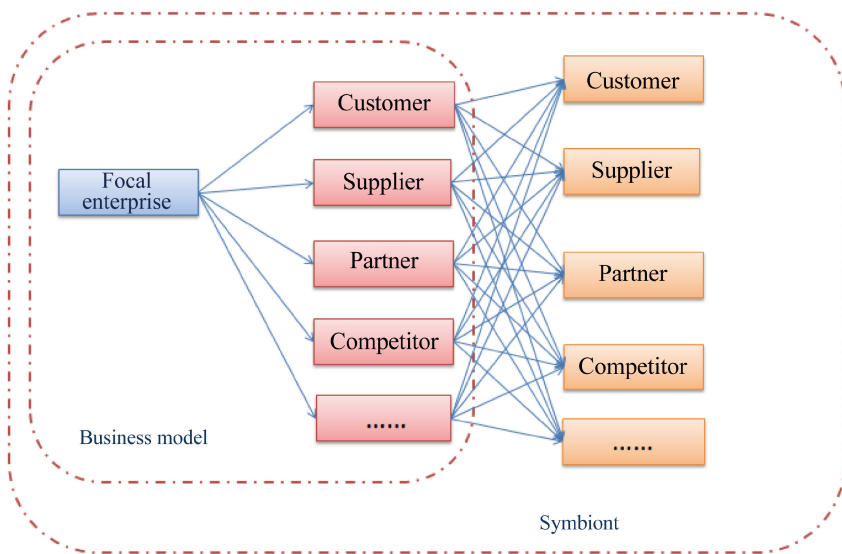 Focal
enterprise
Customer
Supplier
Partner
Competitor
......
Business model
Customer
Supplier
Partner
Competitor
......
Symbiont